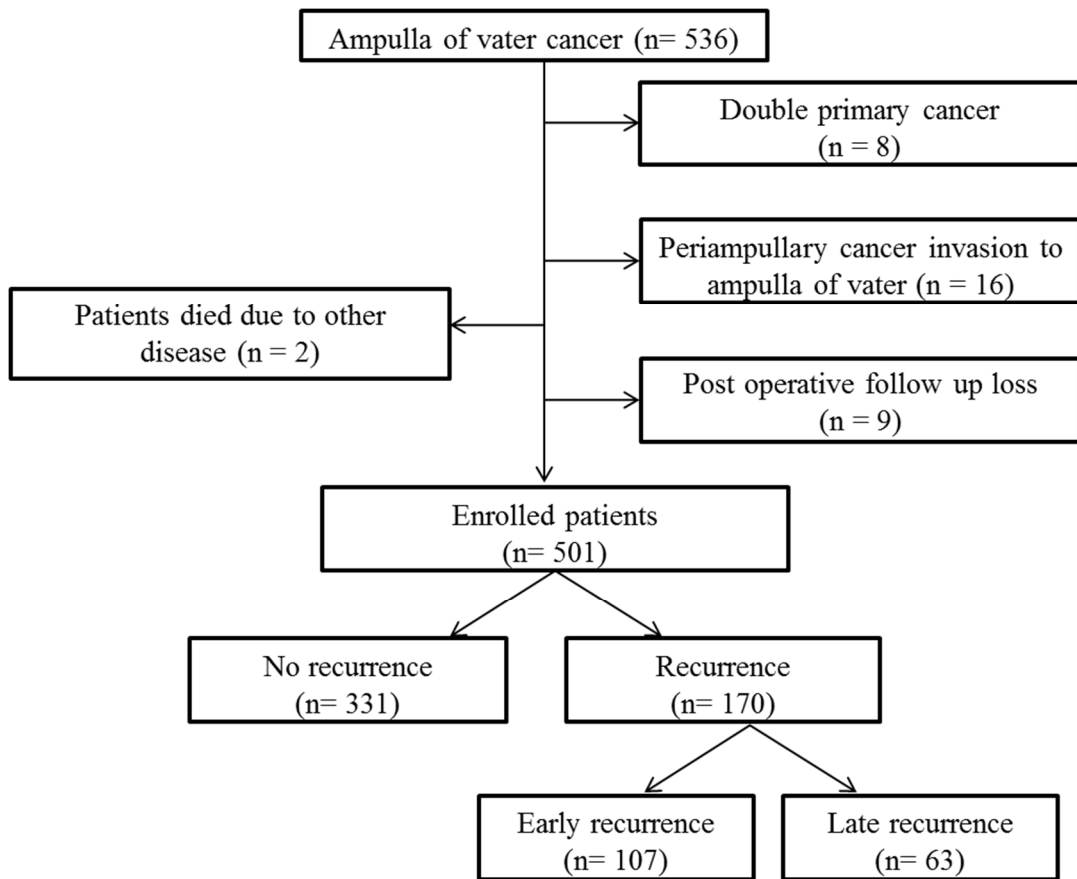 Ampulla of vater cancer (n= 536)
Double primary cancer
(n = 8)
Periampullary cancer invasion to
ampulla of vater (n = 16)
Patients died due to other
disease (n = 2)
Post operative follow up loss
(n = 9)
Enrolled patients
(n= 501)
No recurrence
(n= 331)
Recurrence
(n= 170)
Early recurrence
(n= 107)
Late recurrence
(n= 63)